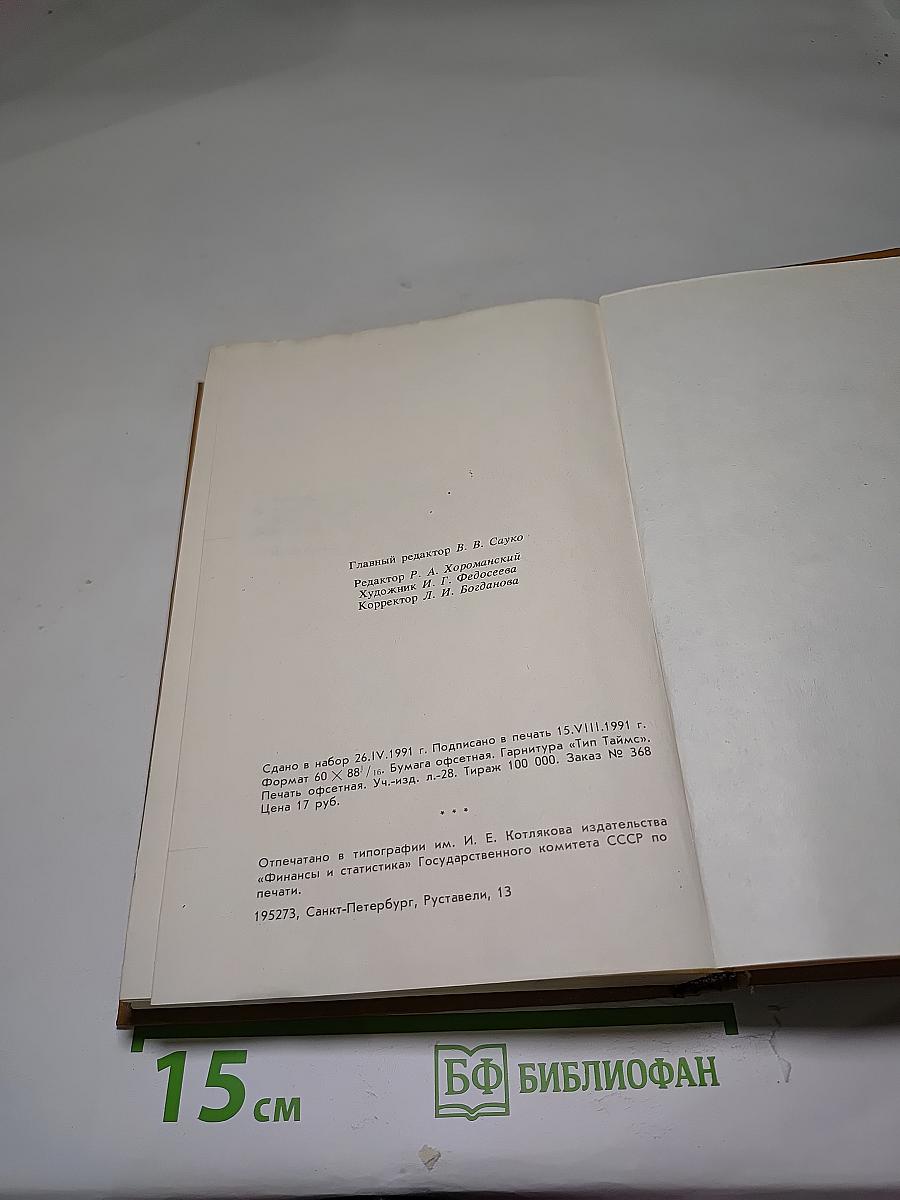 Главный редактор В. В. Сауко
Редактор Р. А. Хороманский
Художник И. Г. Федосеева
Корректор Л. И. Богданова
Сдано в набор 26.IV.1991 г. Подписано в печать 15.VIII.1991 г.
Формат 60 × 88 1/16. Бумага офсетная. Гарнитура «Тип Таймс».
Печать офсетная. Уч.-изд. л.-28. Тираж 100 000. Заказ № 368
Цена 17 руб.
* * *
Отпечатано в типографии им. И. Е. Котлякова издательства
«Финансы и статистика» Государственного комитета СССР по
печати.
195273, Санкт-Петербург, Руставели, 13
15 см
БФ БИБЛИОФАН